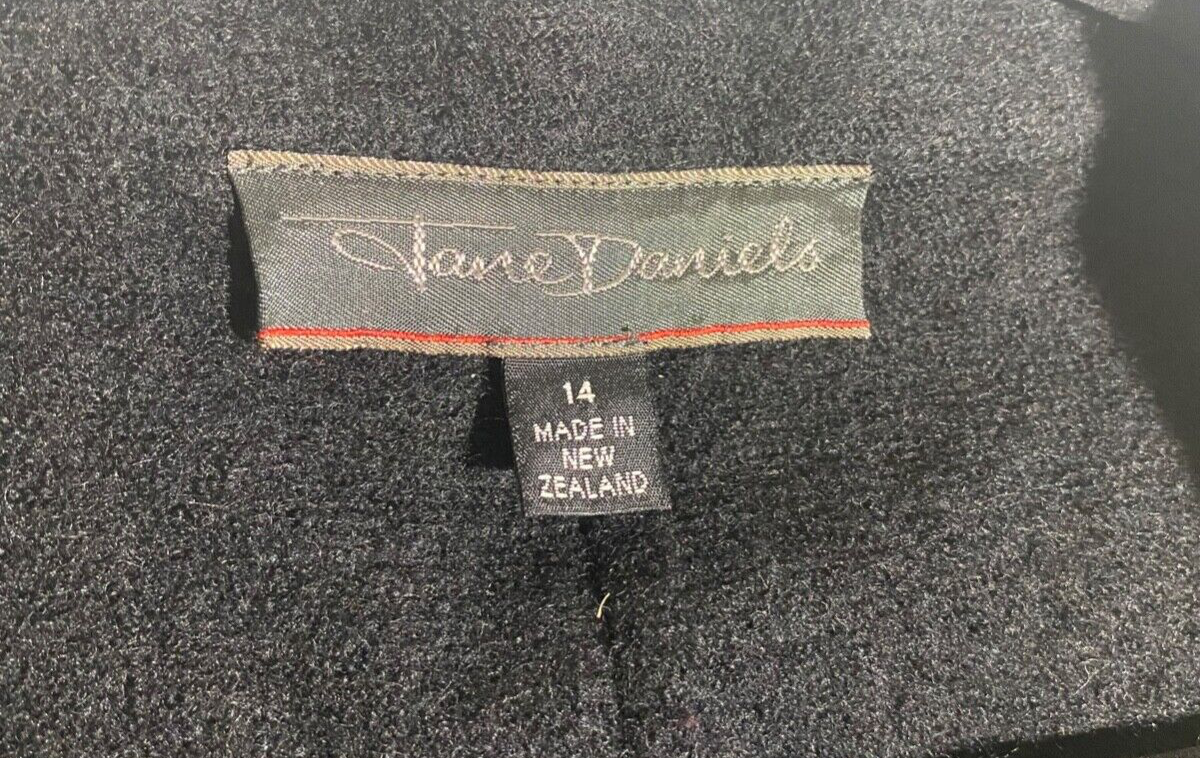 Jane Daniels
14
MADE IN
NEW
ZEALAND